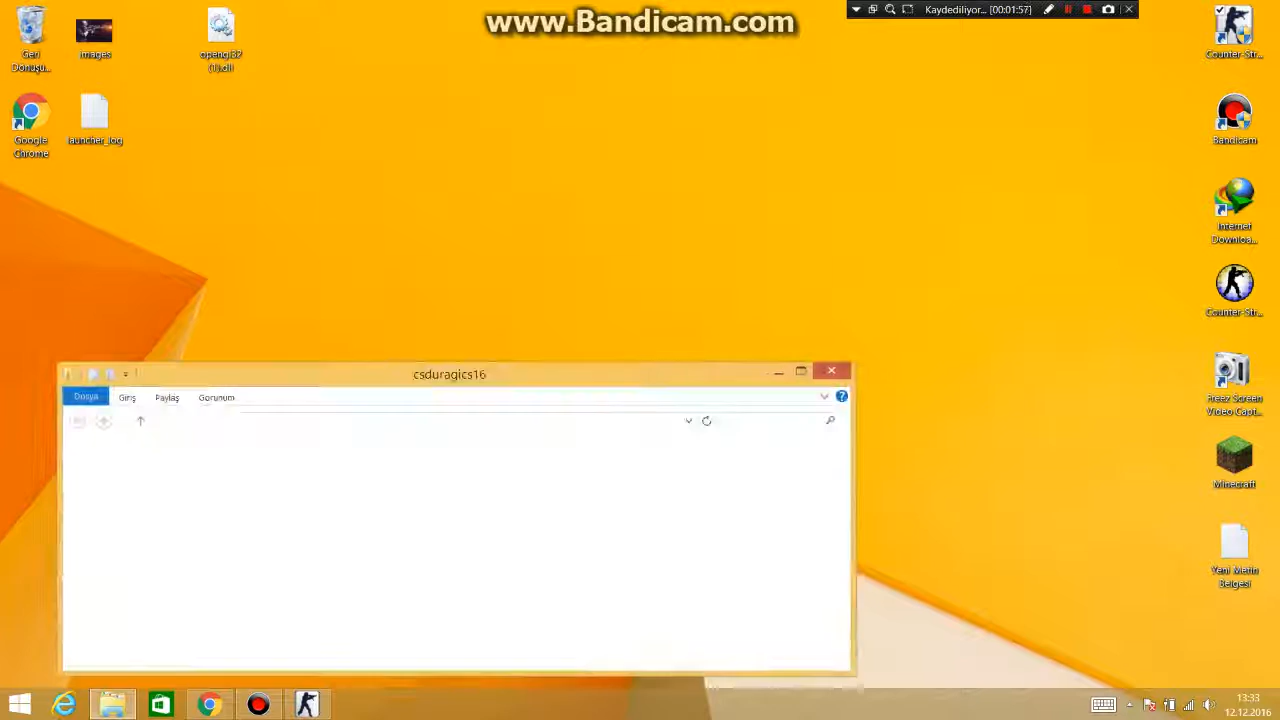 www.Bandicam.com
Kaydediliyor... [00:01:57]
Geri
Dönüşü...
images
opengl32
(1).dll
Counter-Str...
Google
Chrome
launcher_log
Bandicam
Internet
Downloa...
Counter-Str...
csduragics16
Dosya
Giriş
Paylaş
Görünüm
Freez Screen
Video Capt...
Minecraft
Yeni Metin
Belgesi
13:33
12.12.2016